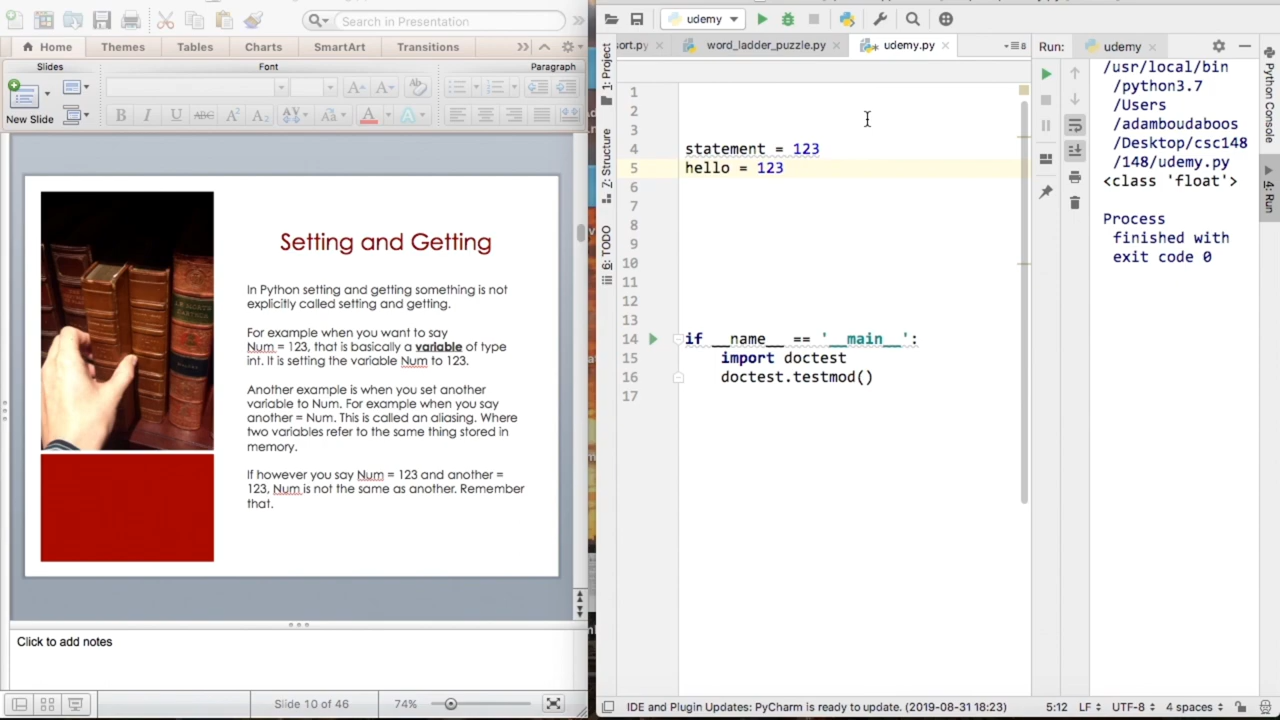 Search in Presentation
Home
Themes
Tables
Charts
SmartArt
Transitions
Slides
Font
Paragraph
New Slide
B I U ABC A² A₂ AV Aa A A
Setting and Getting
In Python setting and getting something is not
explicitly called setting and getting.
For example when you want to say
Num = 123, that is basically a variable of type
int. It is setting the variable Num to 123.
Another example is when you set another
variable to Num. For example when you say
another = Num. This is called an aliasing. Where
two variables refer to the same thing stored in
memory.
If however you say Num = 123 and another =
123, Num is not the same as another. Remember
that.
Click to add notes
Slide 10 of 46
74%
udemy
sort.py
word_ladder_puzzle.py
udemy.py
8
Run:
udemy
1: Project
7: Structure
6: TODO
1
2
3
4 statement = 123
5 hello = 123
6
7
8
9
10
11
12
13
14 if __name__ == '__main__':
15 import doctest
16 doctest.testmod()
17
/usr/local/bin
/python3.7
/Users
/adamboudaboos
/Desktop/csc148
/148/udemy.py
<class 'float'>
Process
finished with
exit code 0
Python Console
4: Run
IDE and Plugin Updates: PyCharm is ready to update. (2019-08-31 18:23)
5:12
LF
UTF-8
4 spaces